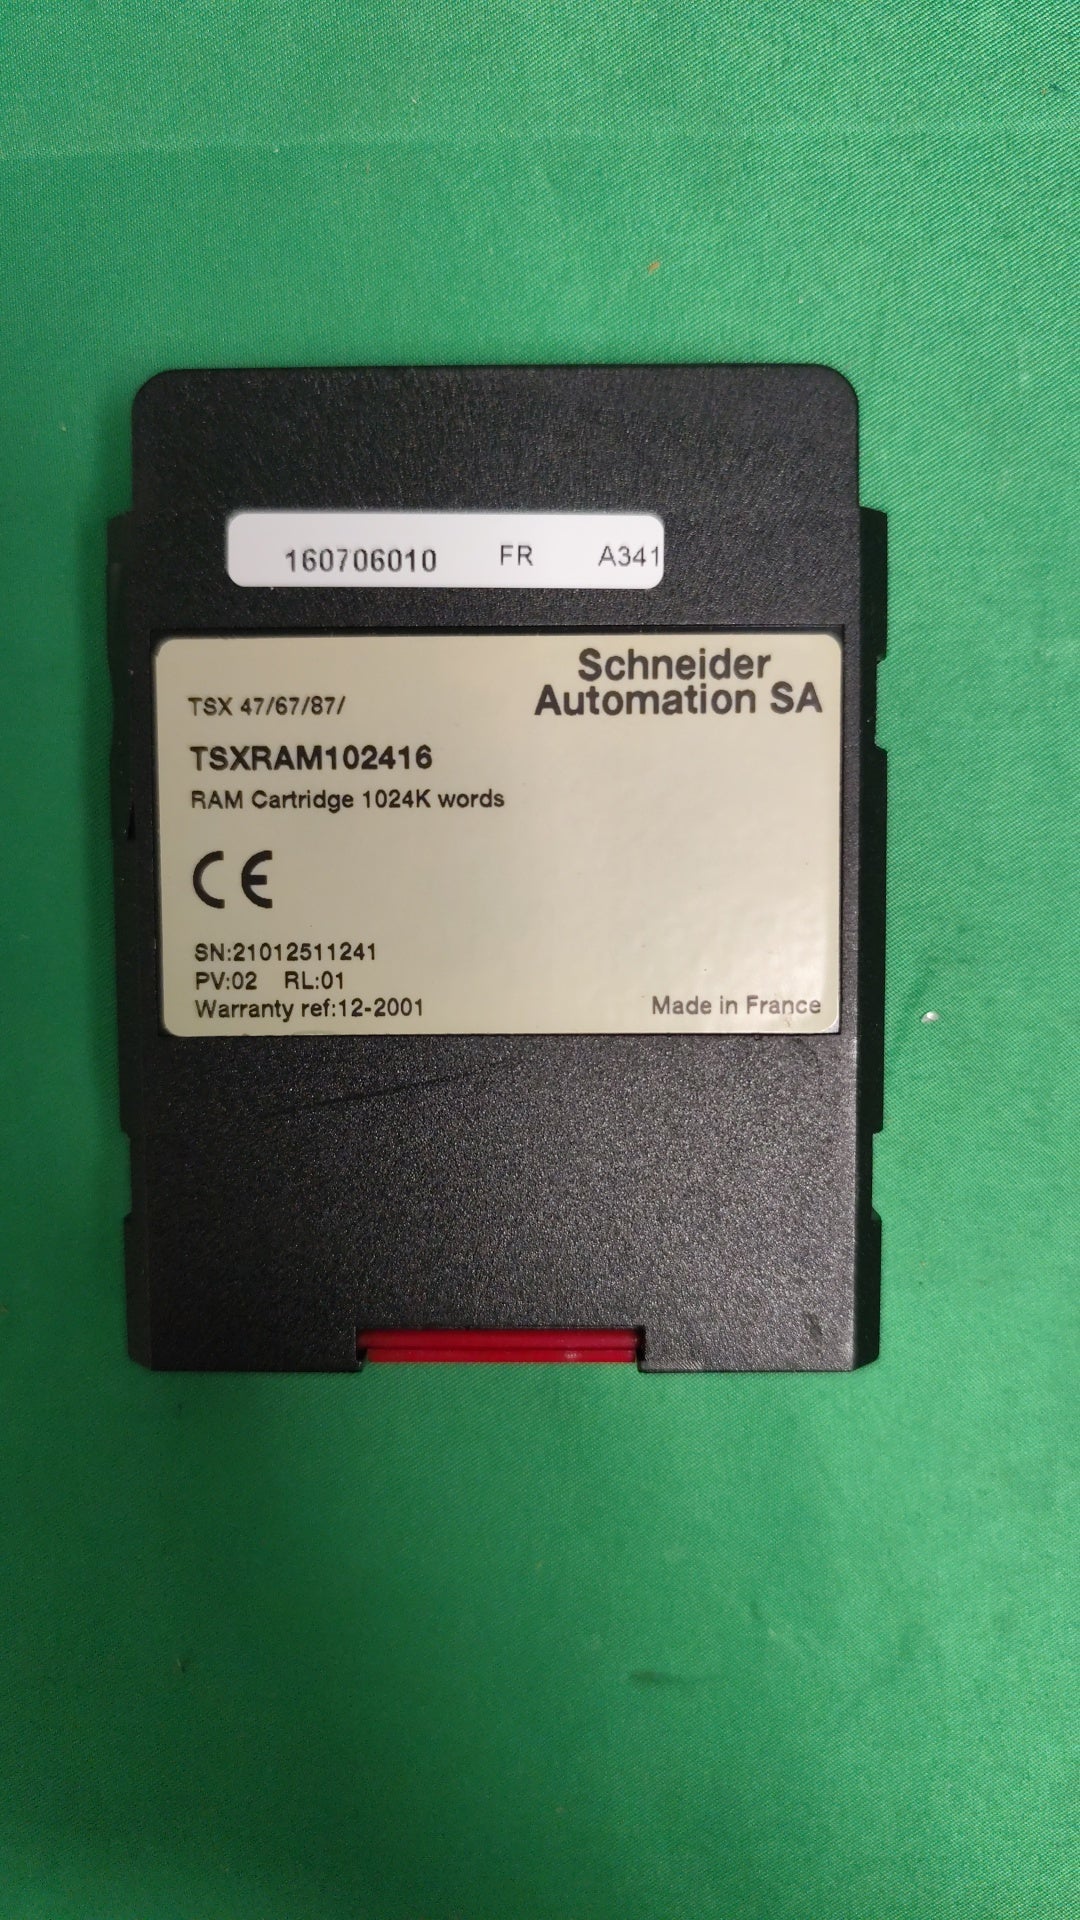 160706010 FR A341
Schneider
Automation SA
TSX 47/67/87/
TSXRAM102416
RAM Cartridge 1024K words
CE
SN:21012511241
PV:02 RL:01
Warranty ref:12-2001 Made in France